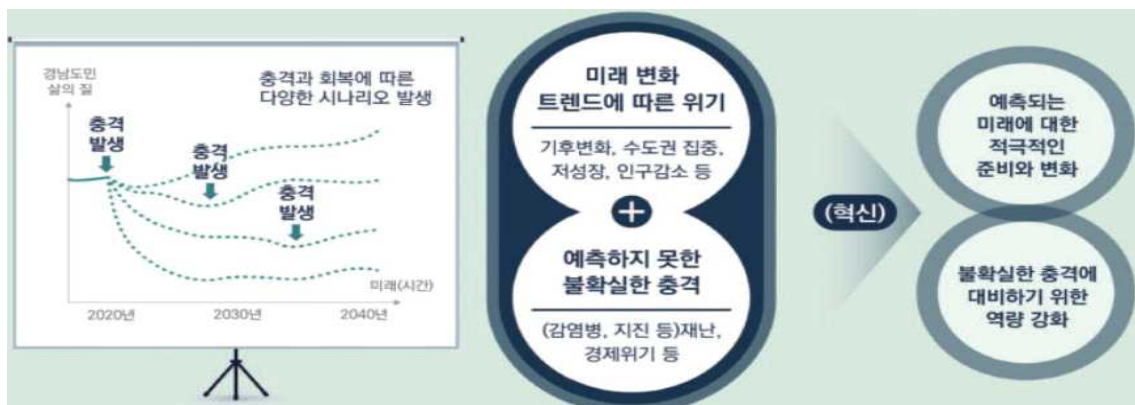 경남도민
삶의 질
충격과 회복에 따른
다양한 시나리오 발생
충격
발생
충격
발생
충격
발생
미래(시간)
2020년
2030년
2040년
미래 변화
트렌드에 따른 위기
기후변화, 수도권 집중,
저성장, 인구감소 등
+
예측하지 못한
불확실한 충격
(감염병, 지진 등)재난,
경제위기 등
(혁신)
예측되는
미래에 대한
적극적인
준비와 변화
불확실한 충격에
대비하기 위한
역량 강화